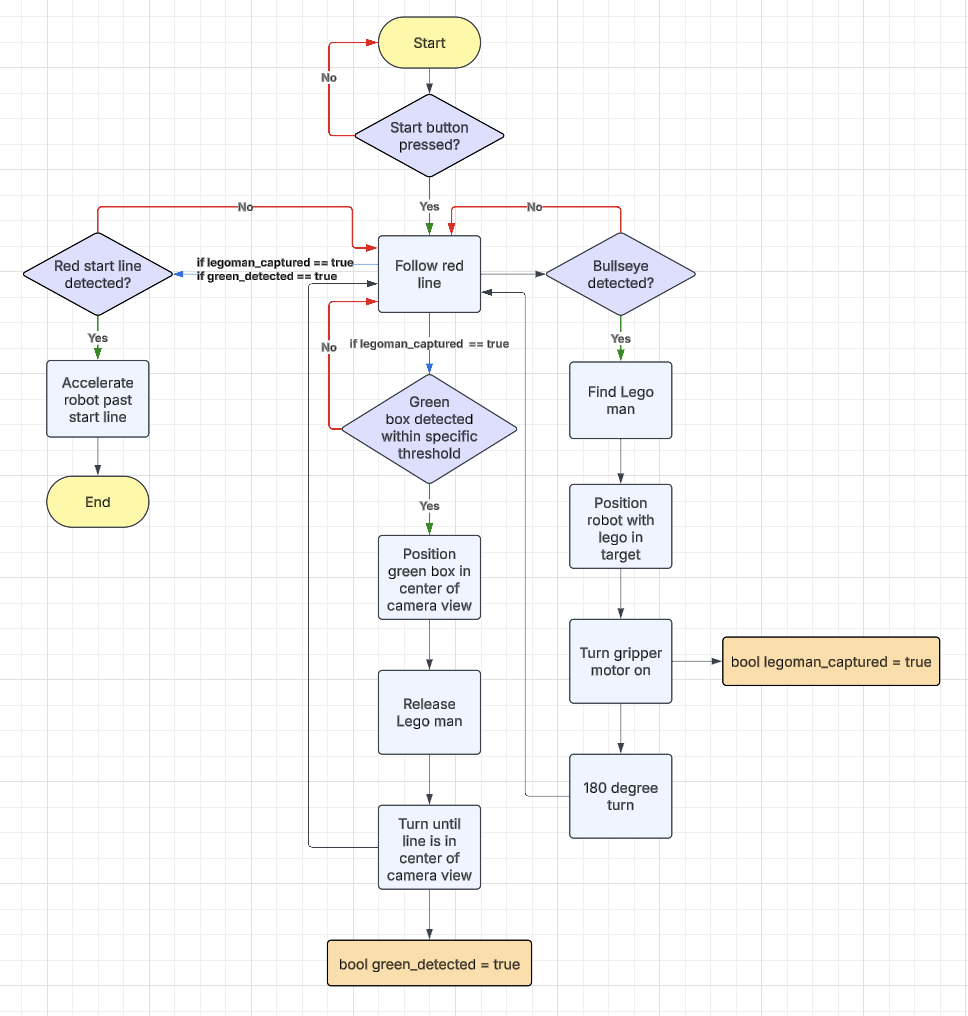 Start
No
Start button
pressed?
Yes
No
No
Red start line
detected?
if legoman_captured == true
if green_detected == true
Follow red
line
Bullseye
detected?
Yes
No
if legoman_captured == true
Yes
Accelerate
robot past
start line
Green
box detected
within specific
threshold
Find Lego
man
End
Yes
Position
robot with
lego in
target
Position
green box in
center of
camera view
Turn gripper
motor on
bool legoman_captured = true
Release
Lego man
180 degree
turn
Turn until
line is in
center of
camera view
bool green_detected = true